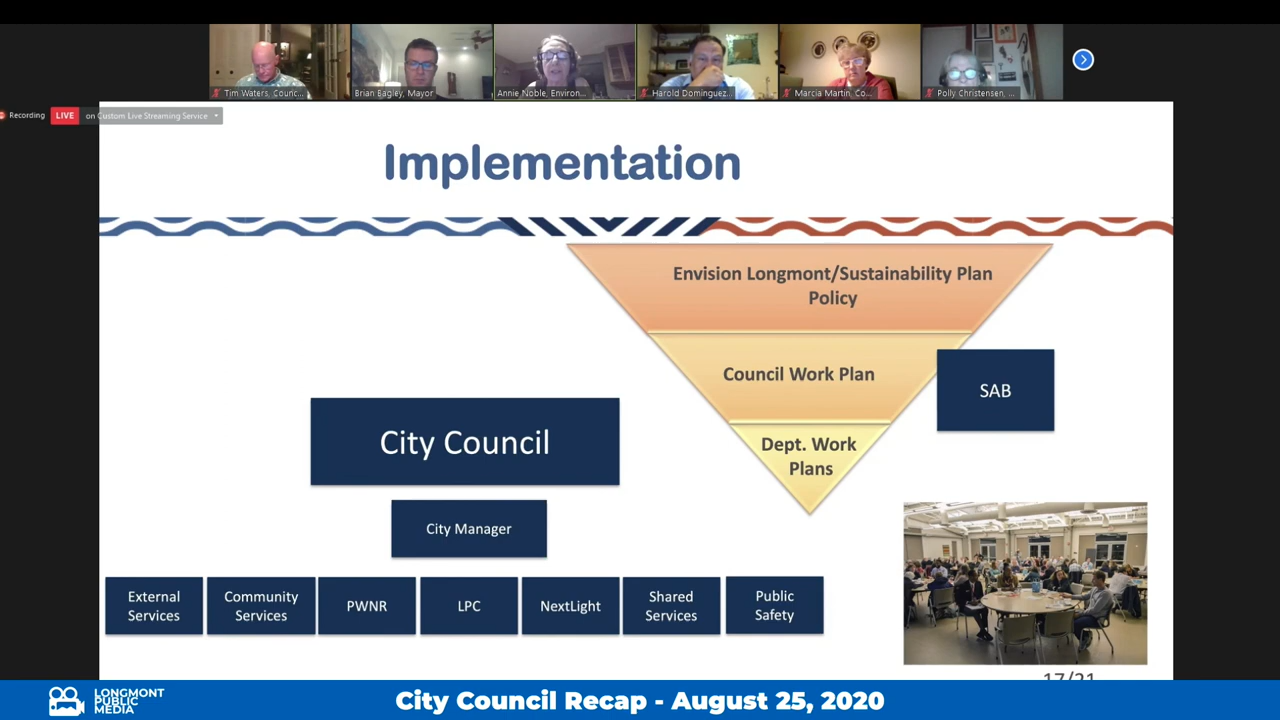 Tim Waters, Counc...
Brian Bagley, Mayor
Annie Noble, Environ...
Harold Dominguez...
Marcia Martin, Co...
Polly Christensen, ...
Recording
LIVE
on Custom Live Streaming Service
Implementation
Envision Longmont/Sustainability Plan
Policy
Council Work Plan
SAB
Dept. Work
Plans
City Council
City Manager
External
Services
Community
Services
PWNR
LPC
NextLight
Shared
Services
Public
Safety
17/21
LONGMONT
PUBLIC
MEDIA
City Council Recap - August 25, 2020